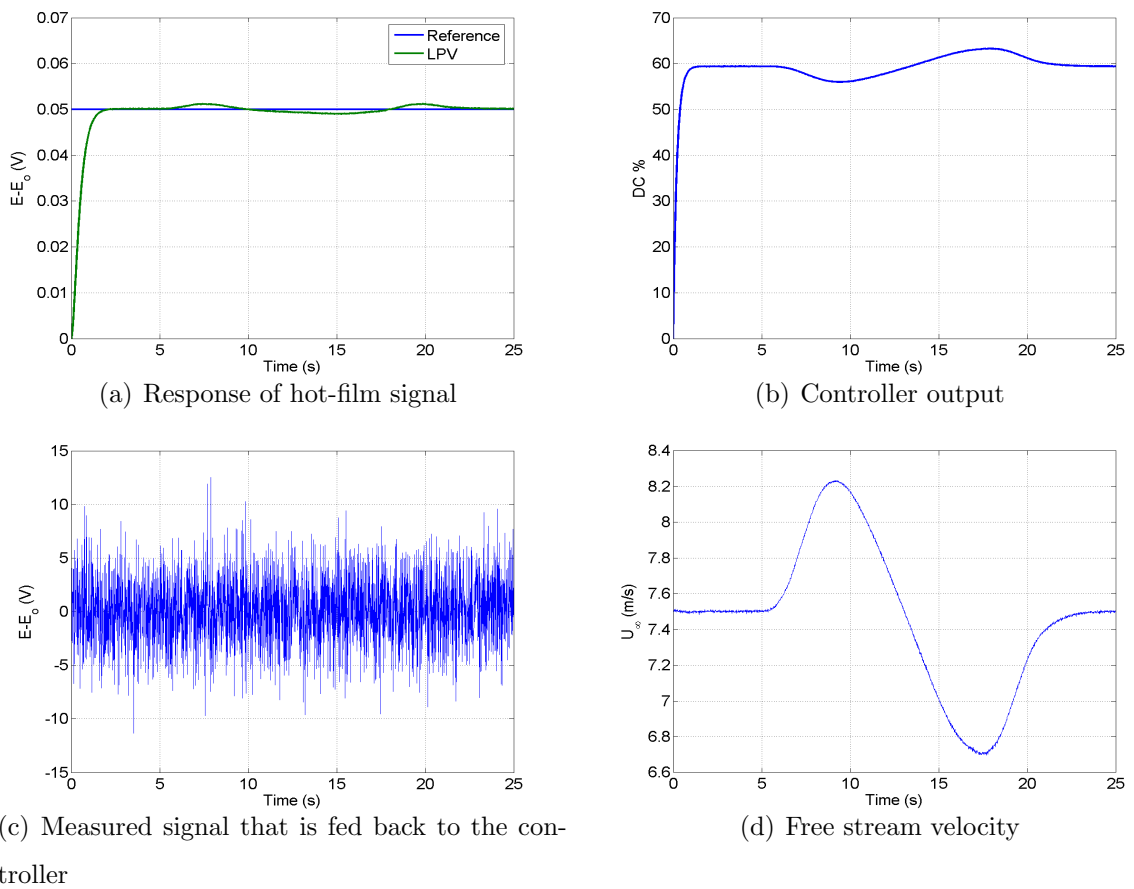 0.07
0.06
0.05
0.04
0.03
0.02
0.01
0
E-Eo (V)
Reference
LPV
0 5 10 15 20 25
Time (s)
(a) Response of hot-film signal
70
60
50
40
30
20
10
0
DC %
0 5 10 15 20 25
Time (s)
(b) Controller output
15
10
5
0
-5
-10
-15
E-Eo (V)
0 5 10 15 20 25
Time (s)
(c) Measured signal that is fed back to the con-
troller
8.4
8.2
8
7.8
7.6
7.4
7.2
7
6.8
6.6
U∞ (m/s)
0 5 10 15 20 25
Time (s)
(d) Free stream velocity